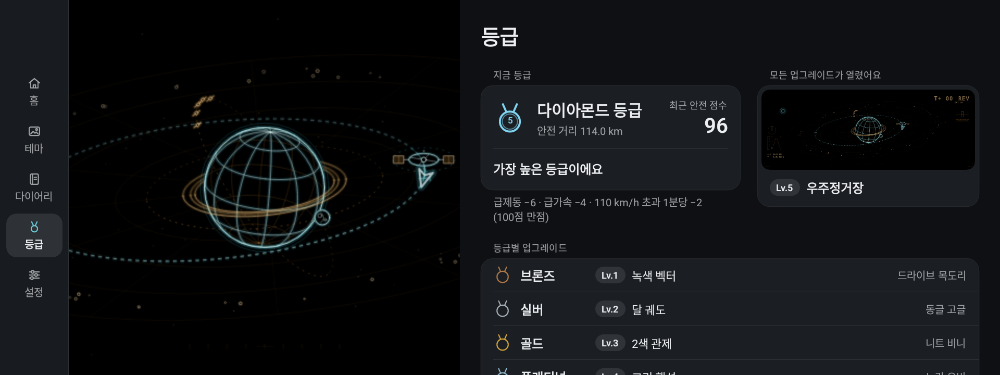 홈
테마
다이어리
등급
설정
등급
지금 등급
5
다이아몬드 등급
안전 거리 114.0 km
최근 안전 점수
96
가장 높은 등급이에요
급제동 −6 · 급가속 −4 · 110 km/h 초과 1분당 −2
(100점 만점)
모든 업그레이드가 열렸어요
Lv.5 우주정거장
등급별 업그레이드
브론즈 Lv.1 녹색 벡터 드라이브 목도리
실버 Lv.2 달 궤도 동글 고글
골드 Lv.3 2색 관제 니트 비니